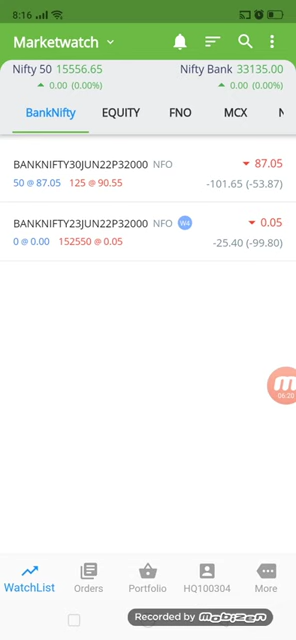 8:16
Marketwatch
Nifty 50 15556.65 Nifty Bank 33135.00
0.00 (0.00%) 0.00 (0.00%)
BankNifty EQUITY FNO MCX N
BANKNIFTY30JUN22P32000 NFO 87.05
50 @ 87.05 125 @ 90.55 -101.65 (-53.87)
BANKNIFTY23JUN22P32000 NFO W4 0.05
0 @ 0.00 152550 @ 0.05 -25.40 (-99.80)
m
06:20
WatchList Orders Portfolio HQ100304 More
Recorded by mobizen